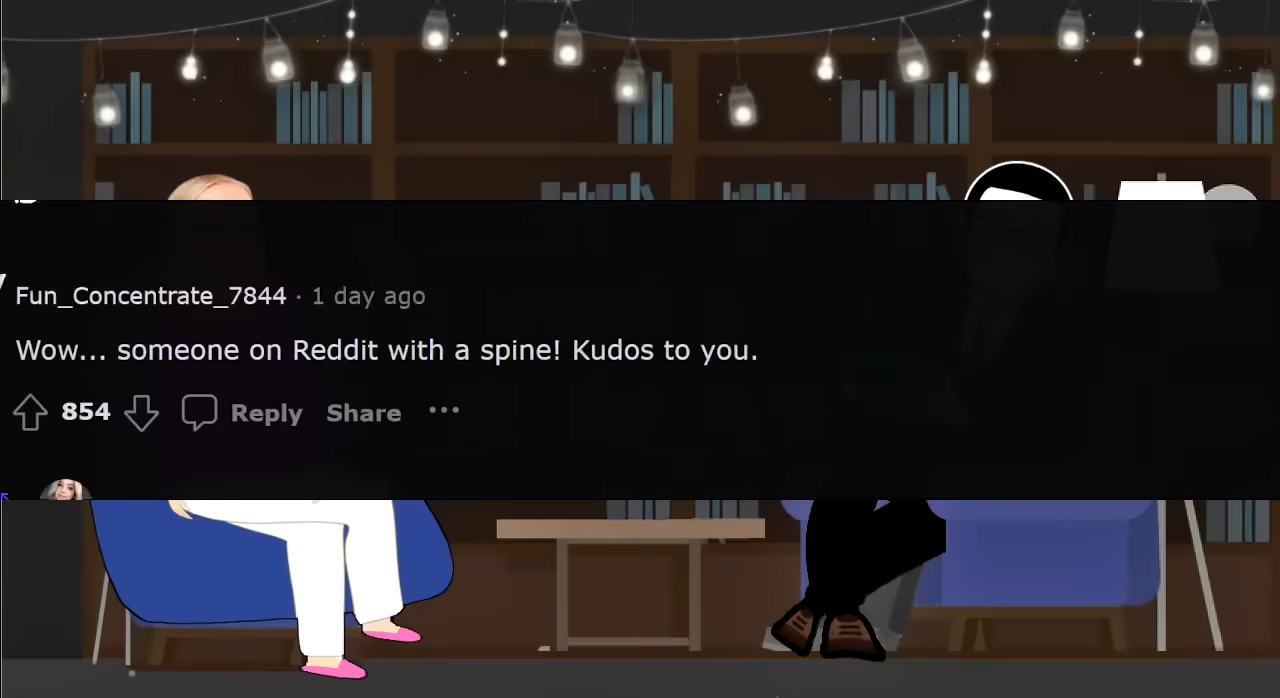 Fun_Concentrate_7844 · 1 day ago
Wow... someone on Reddit with a spine! Kudos to you.
854 Reply Share ···